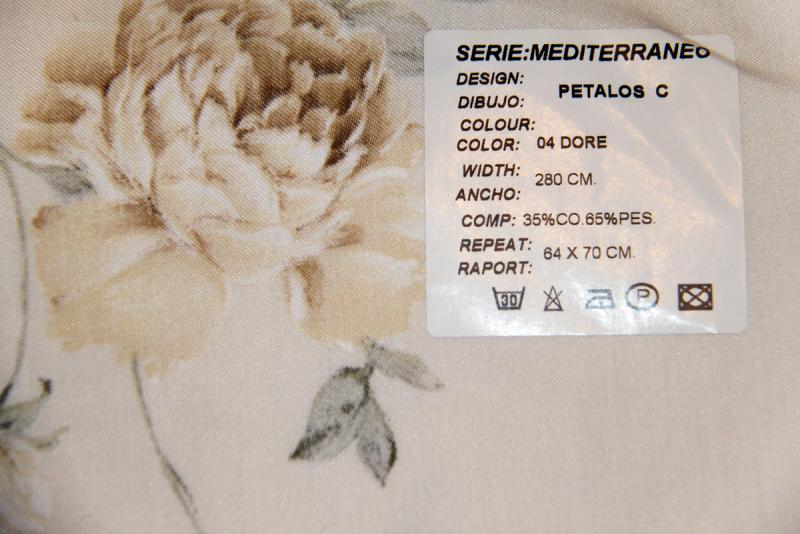 SERIE:MEDITERRANEO
DESIGN:
DIBUJO: PETALOS C
COLOUR:
COLOR: 04 DORE
WIDTH:
ANCHO: 280 CM.
COMP: 35%CO.65%PES.
REPEAT:
RAPORT: 64 X 70 CM.
30 P